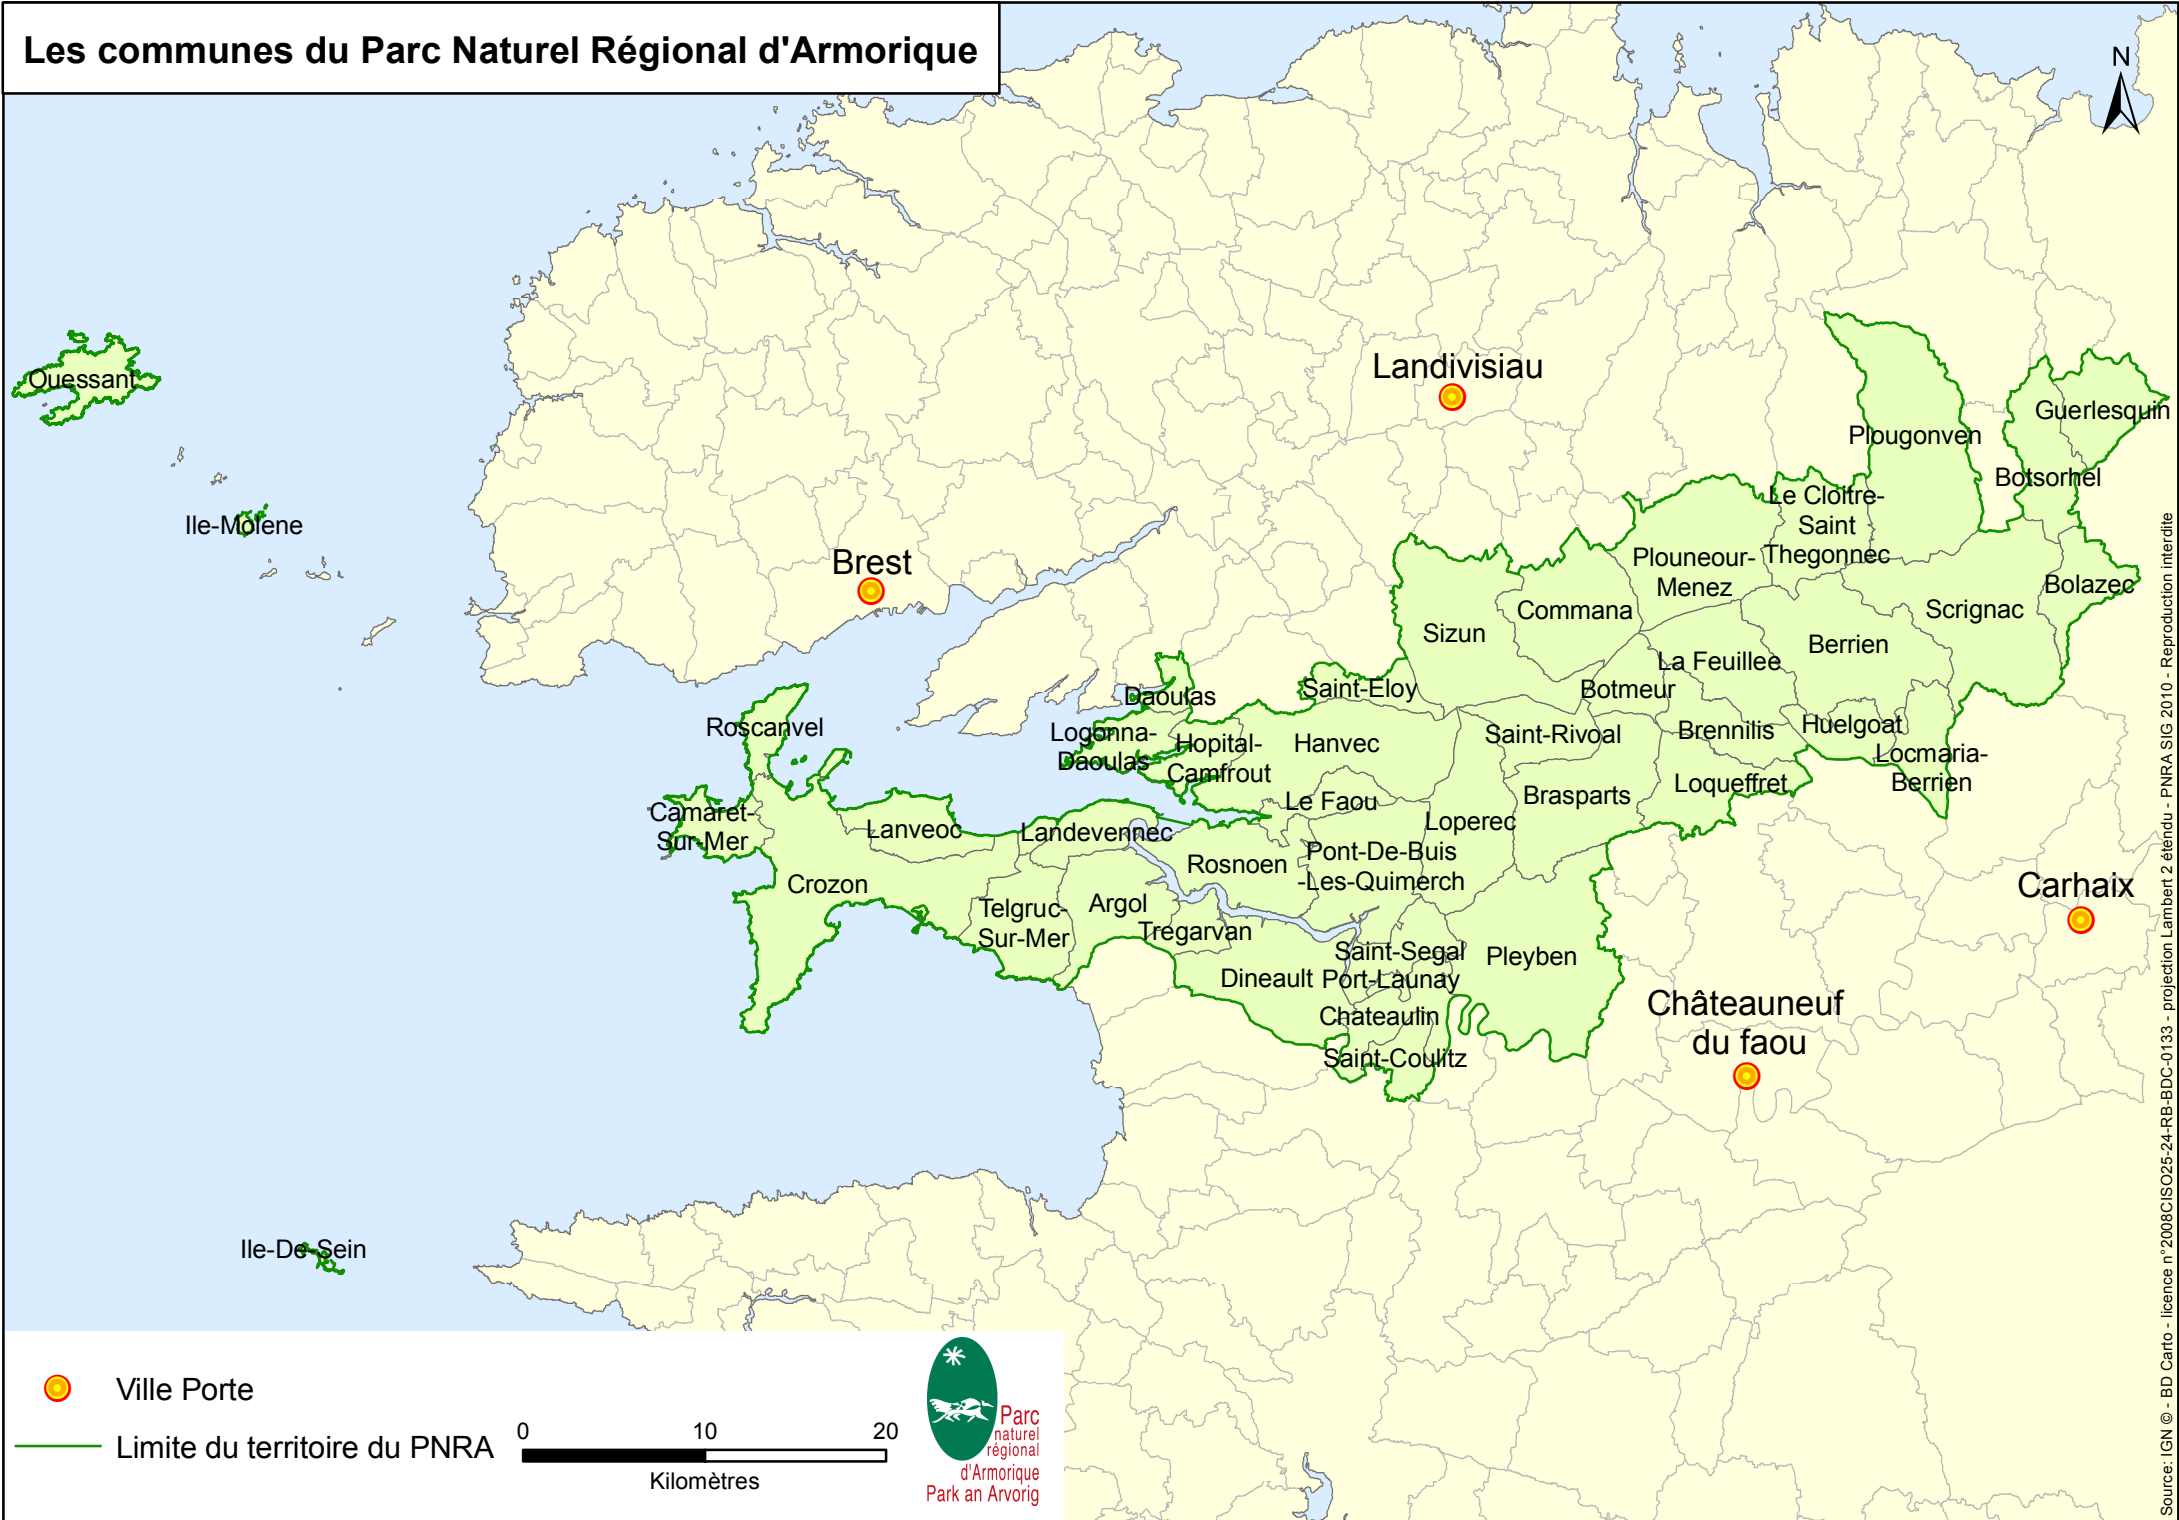 Les communes du Parc Naturel Régional d'Armorique
N
Landivisiau
Ouessant
Guerlesquin
Plougonven
Botsorhel
Le Cloitre-
Saint
Thegonnec
Ile-Molene
Brest
Plouneour-
Menez
Bolazec
Commana
Scrignac
Sizun
Berrien
La Feuillee
Saint-Eloy
Botmeur
Daoulas
Roscanvel
Logonna-
Daoulas
Hopital-
Camfrout
Hanvec
Saint-Rivoal
Brennilis
Huelgoat
Locmaria-
Berrien
Loqueffret
Brasparts
Le Faou
Camaret-
Sur-Mer
Lanveoc
Landevennec
Loperec
Rosnoen
Pont-De-Buis
-Les-Quimerch
Crozon
Carhaix
Telgruc-
Sur-Mer
Argol
Tregarvan
Saint-Segal
Pleyben
Dineault
Port-Launay
Châteauneuf
du faou
Chateaulin
Saint-Coulitz
Ile-De-Sein
Ville Porte
Limite du territoire du PNRA
0 10 20
Kilomètres
Parc
naturel
régional
d'Armorique
Park an Arvorig
Source: IGN © - BD Carto - licence n°2008CISO25-24-RB-BDC-0133 - projection Lambert 2 étendu - PNRA SIG 2010 - Reproduction interdite